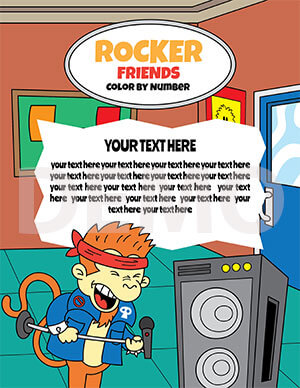 ROCKER
FRIENDS
COLOR BY NUMBER
YOUR TEXT HERE
your text here your text here your text here your text here
your text here your text here your text here your text here
your text here your text here your text here your text
here your text here your text here your text here your
text here your text here
DEMO